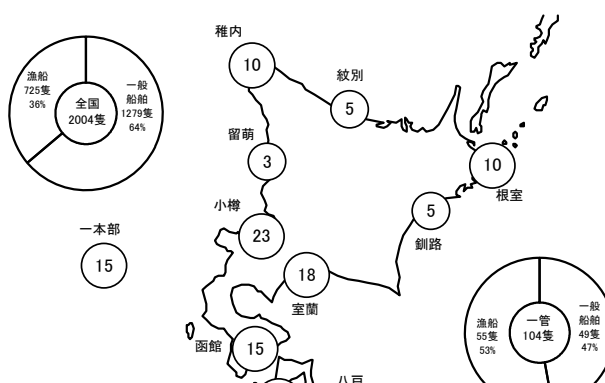 稚内
10
紋別
5
漁船
725隻
36%
全国
2004隻
一般
船舶
1279隻
64%
留萌
3
10
根室
小樽
23
5
釧路
一本部
15
18
室蘭
函館
15
漁船
55隻
53%
一管
104隻
一般
船舶
49隻
47%
八戸